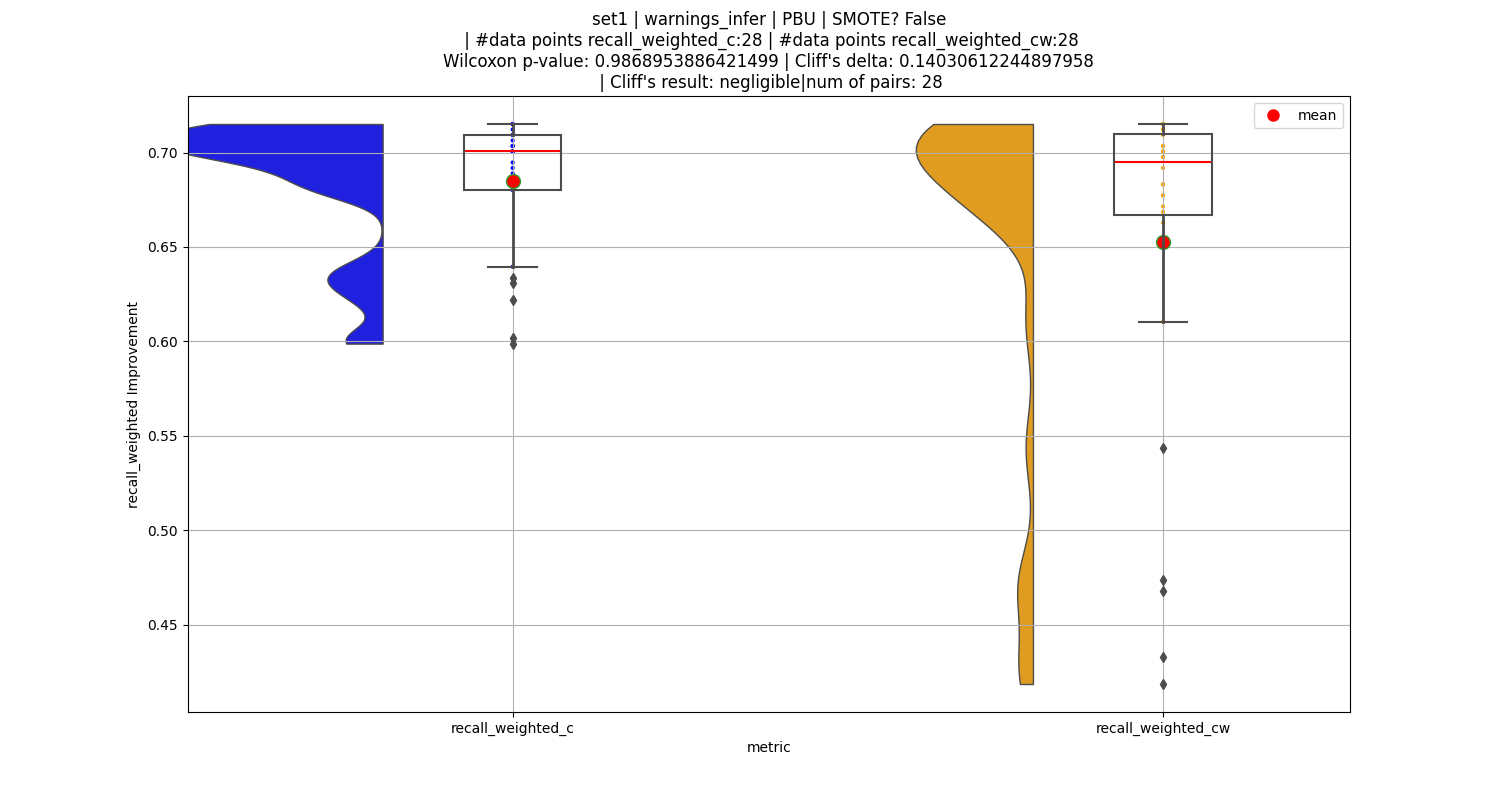 set1 | warnings_infer | PBU | SMOTE? False
| #data points recall_weighted_c:28 | #data points recall_weighted_cw:28
Wilcoxon p-value: 0.9868953886421499 | Cliff's delta: 0.14030612244897958
| Cliff's result: negligible|num of pairs: 28
mean
0.70
0.65
0.60
0.55
0.50
0.45
recall_weighted Improvement
recall_weighted_c
recall_weighted_cw
metric